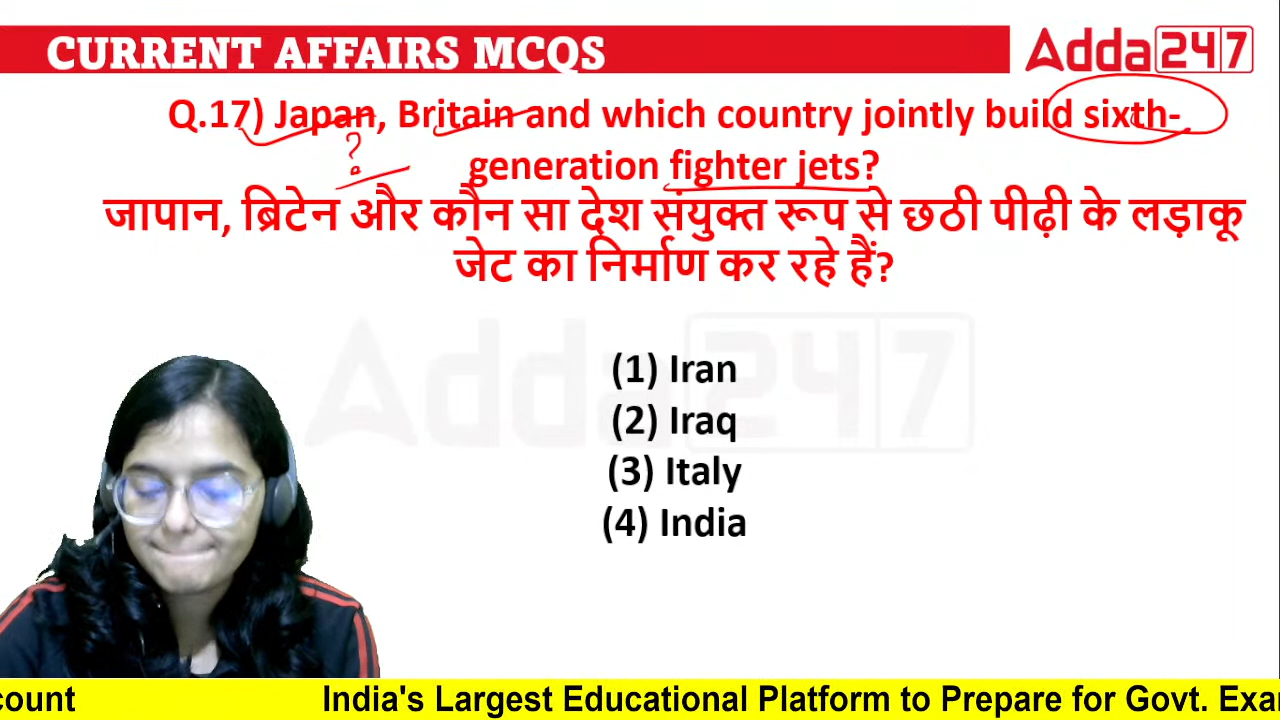 CURRENT AFFAIRS MCQS
Adda247
Q.17) Japan, Britain and which country jointly build sixth-
generation fighter jets?
?
जापान, ब्रिटेन और कौन सा देश संयुक्त रूप से छठी पीढ़ी के लड़ाकू
जेट का निर्माण कर रहे हैं?
Adda247
(1) Iran
(2) Iraq
(3) Italy
(4) India
count India's Largest Educational Platform to Prepare for Govt. Exa